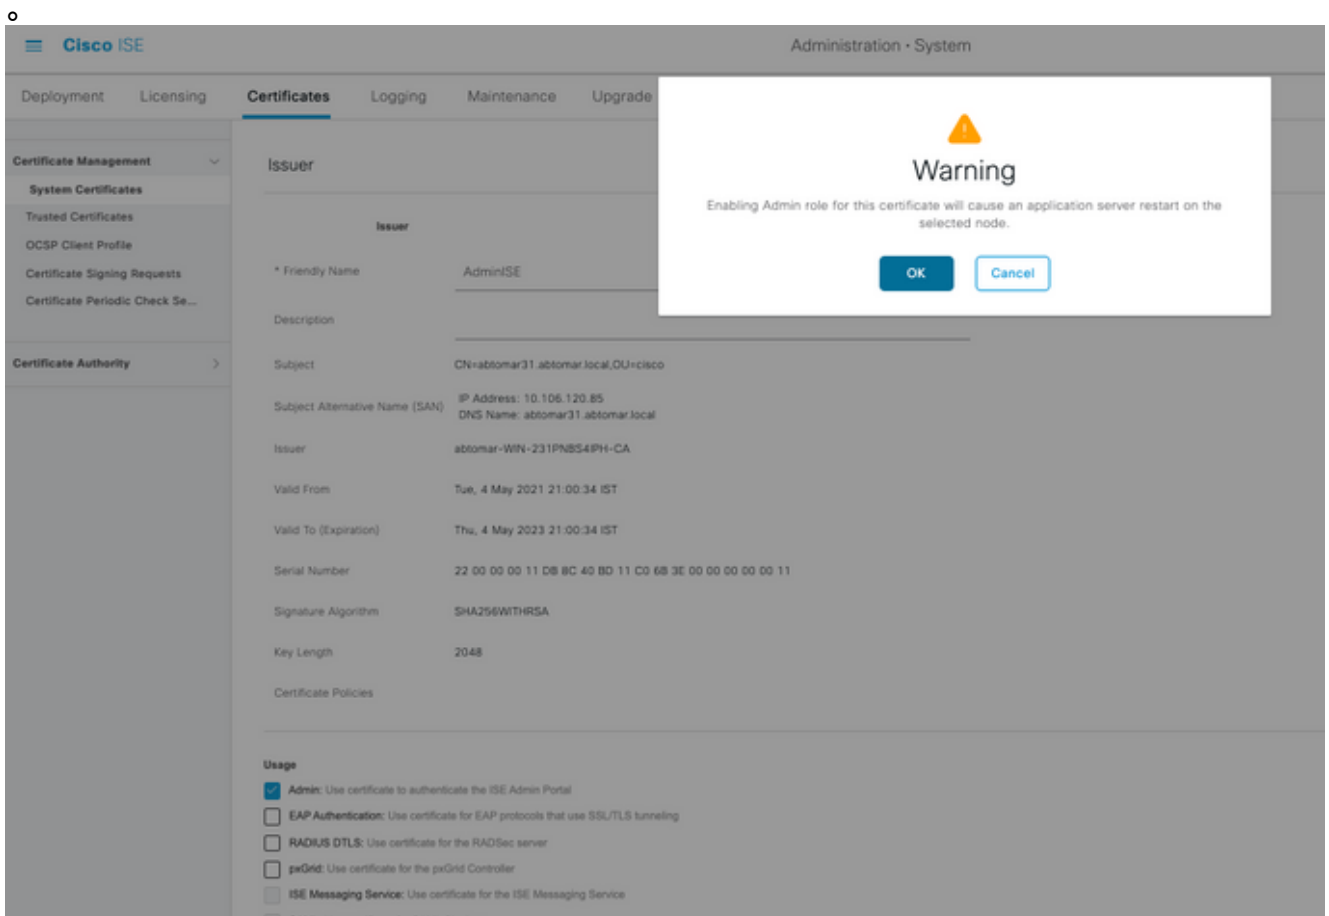 。
Cisco ISE
Administration · System
Deployment Licensing Certificates Logging Maintenance Upgrade
Warning
Enabling Admin role for this certificate will cause an application server restart on the
selected node.
OK Cancel
Certificate Management
System Certificates
Trusted Certificates
OCSP Client Profile
Certificate Signing Requests
Certificate Periodic Check Se...
Certificate Authority
Issuer
Issuer
* Friendly Name AdminISE
Description
Subject CN=abtomar31.abtomar.local,OU=cisco
Subject Alternative Name (SAN) IP Address: 10.106.120.85
DNS Name: abtomar31.abtomar.local
Issuer abtomar-WIN-231PNBS4IPH-CA
Valid From Tue, 4 May 2021 21:00:34 IST
Valid To (Expiration) Thu, 4 May 2023 21:00:34 IST
Serial Number 22 00 00 00 11 DB 8C 40 BD 11 C0 6B 3E 00 00 00 00 00 11
Signature Algorithm SHA256WITHRSA
Key Length 2048
Certificate Policies
Usage
Admin: Use certificate to authenticate the ISE Admin Portal
EAP Authentication: Use certificate for EAP protocols that use SSL/TLS tunneling
RADIUS DTLS: Use certificate for the RADSec server
pxGrid: Use certificate for the pxGrid Controller
ISE Messaging Service: Use certificate for the ISE Messaging Service